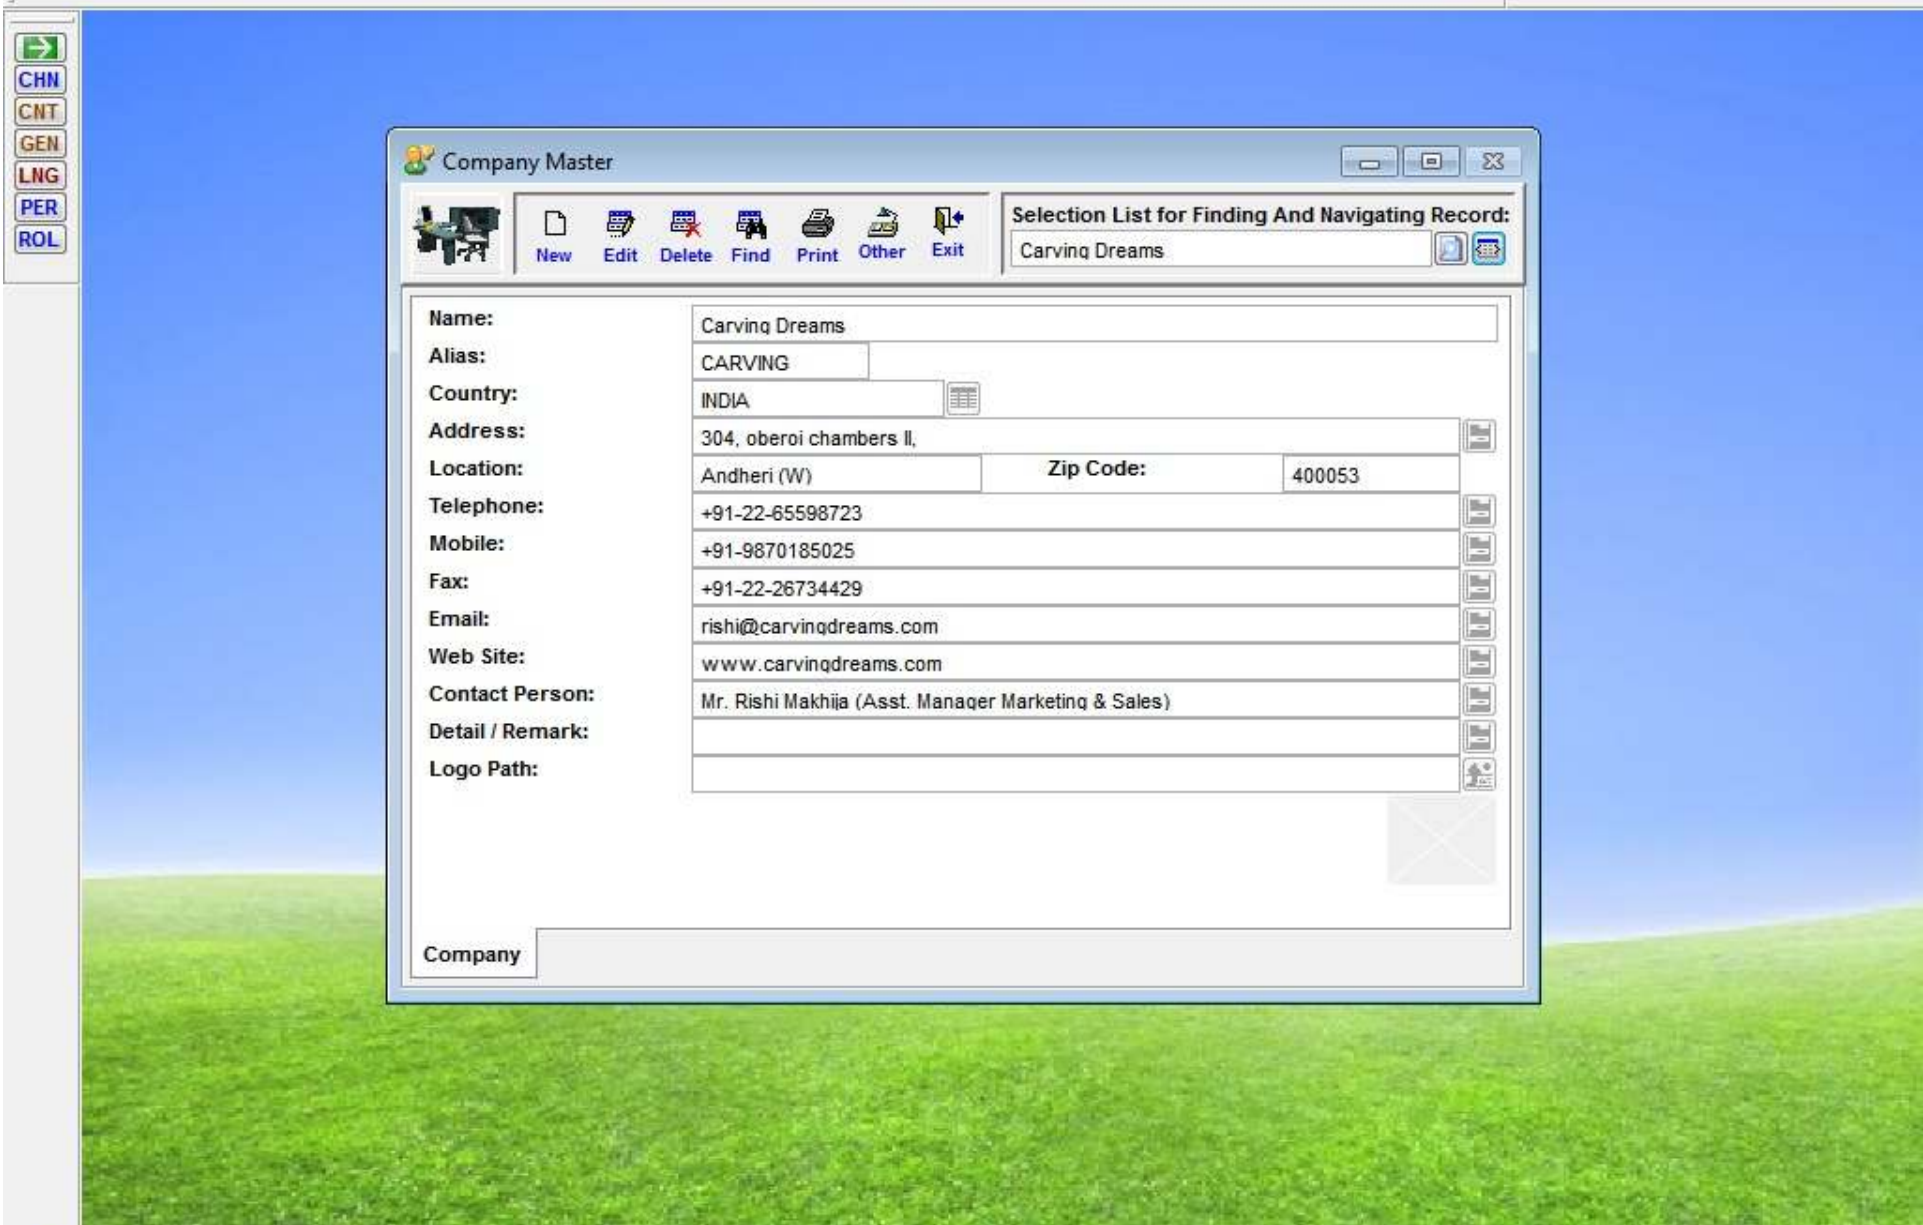 CHN
CNT
GEN
LNG
PER
ROL
Company Master
New Edit Delete Find Print Other Exit
Selection List for Finding And Navigating Record:
Carving Dreams
Name: Carving Dreams
Alias: CARVING
Country: INDIA
Address: 304, oberoi chambers II,
Location: Andheri (W) Zip Code: 400053
Telephone: +91-22-65598723
Mobile: +91-9870185025
Fax: +91-22-26734429
Email: rishi@carvingdreams.com
Web Site: www.carvingdreams.com
Contact Person: Mr. Rishi Makhija (Asst. Manager Marketing & Sales)
Detail / Remark:
Logo Path:
Company